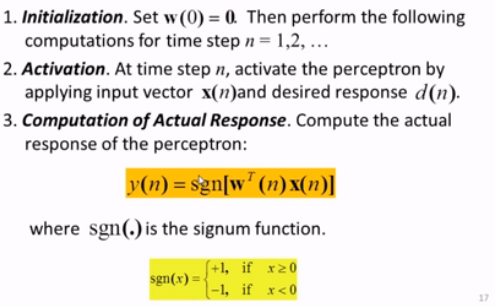 1. Initialization. Set w(0) = 0. Then perform the following
computations for time step n = 1,2, …
2. Activation. At time step n, activate the perceptron by
applying input vector x(n)and desired response d(n).
3. Computation of Actual Response. Compute the actual
response of the perceptron:
y(n) = sgn[wᵀ(n)x(n)]
where sgn(.) is the signum function.
sgn(x) = { +1, if x ≥ 0
−1, if x < 0
17